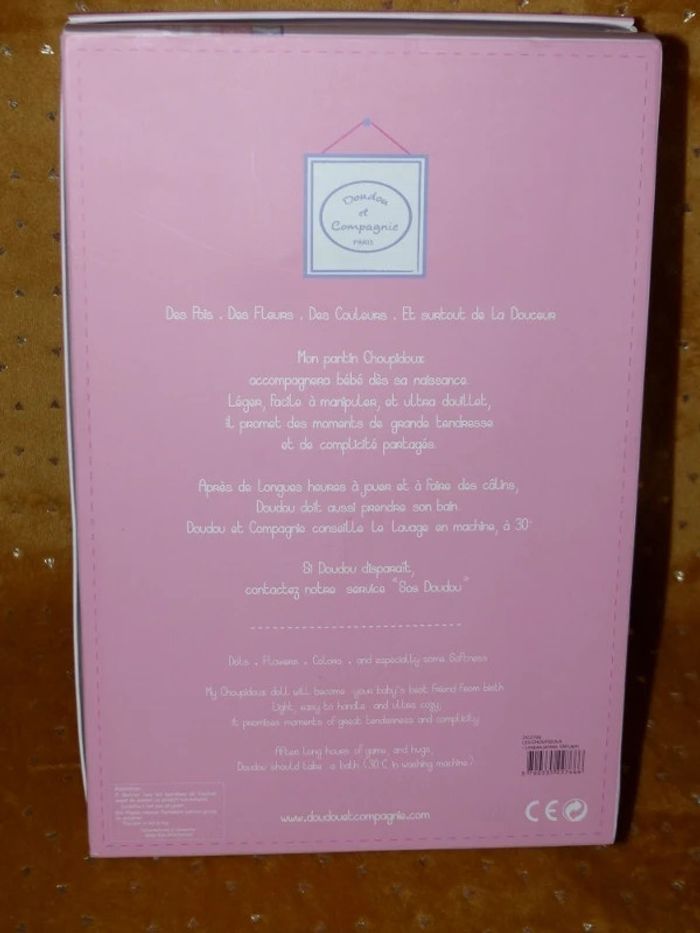 Doudou
et
Compagnie
PARIS
Des Pois . Des Fleurs . Des Couleurs . Et surtout de La Douceur
Mon pantin Choupidoux
accompagnera bébé dès sa naissance.
Léger, facile à manipuler, et ultra douillet,
il promet des moments de grande tendresse
et de complicité partagés.
Après de longues heures à jouer et à faire des câlins,
Doudou doit aussi prendre son bain.
Doudou et Compagnie conseille le lavage en machine, à 30°
Si Doudou disparaît,
contactez notre service "Sos Doudou"
Dots . Flowers . Colors . and especially some Softness
My Choupidoux doll will become your baby's best friend from birth
Light, easy to handle and ultra cozy,
it promises moments of great tenderness and complicity
After long hours of game, and hugs,
Doudou should take a bath (30°C in washing machine)
www.doudouetcompagnie.com
CE